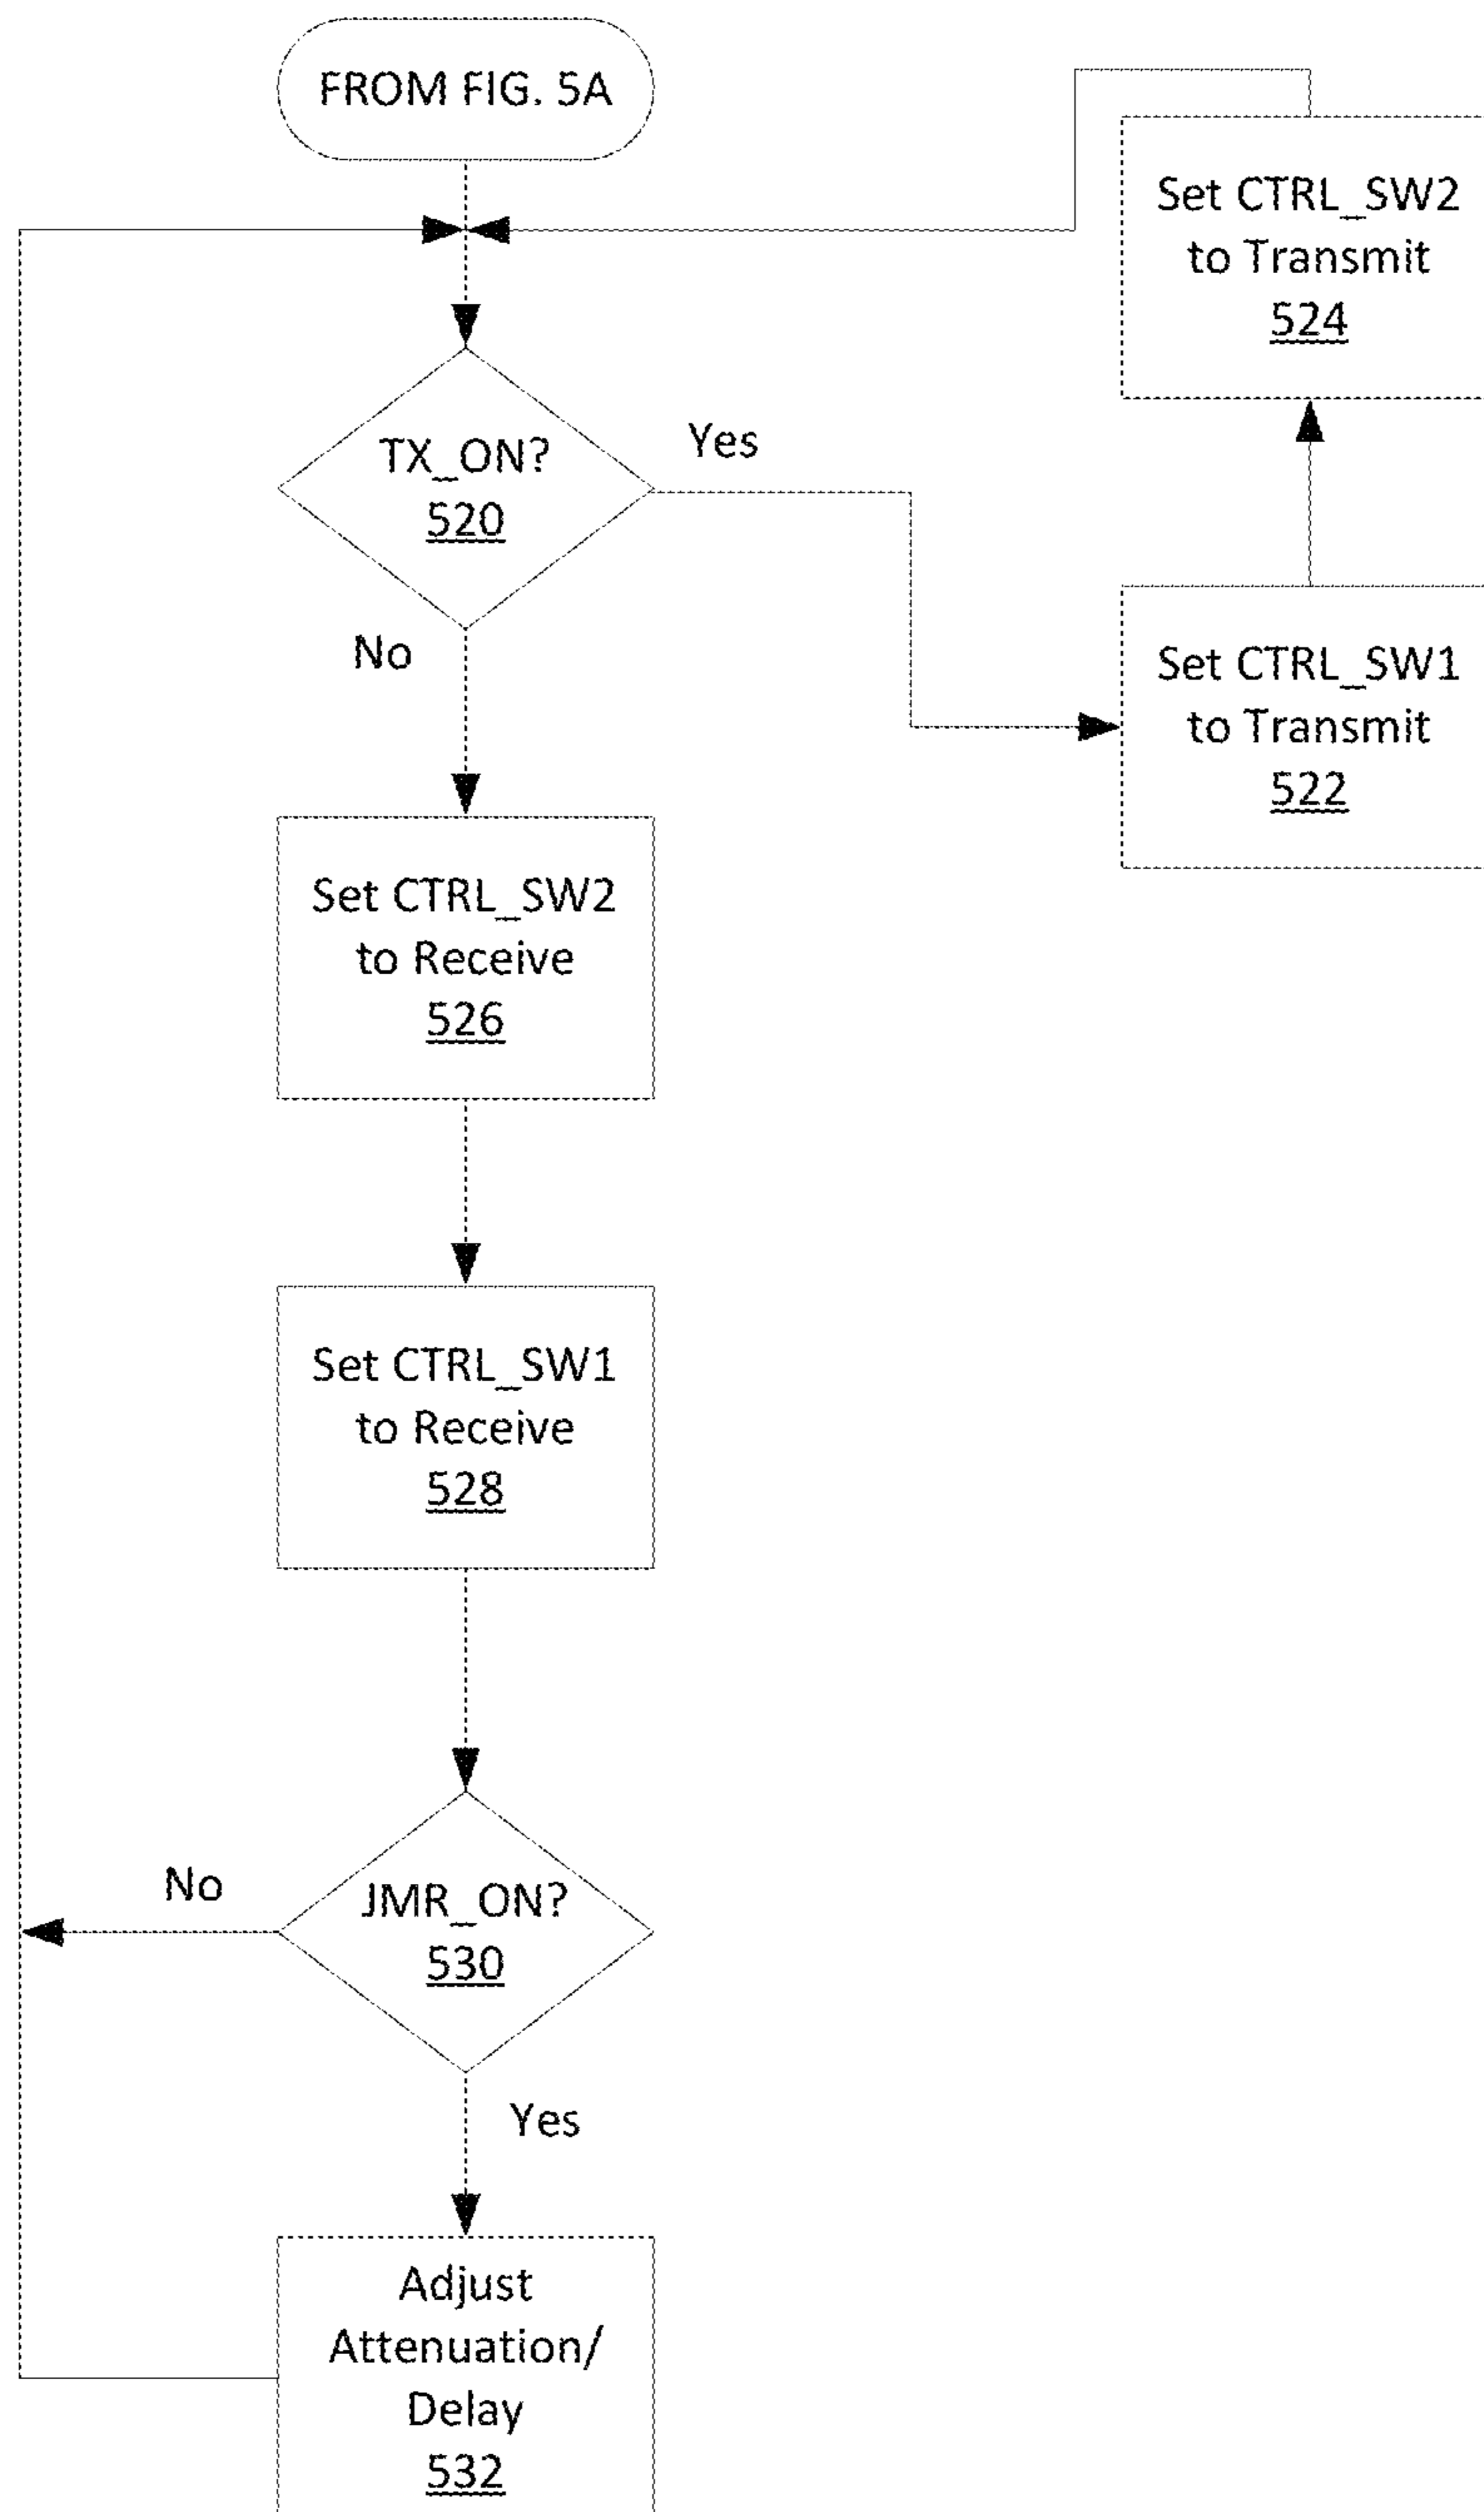 FROM FIG. 5A
Set CTRL_SW2
to Transmit
524
TX_ON?
520
Yes
No
Set CTRL_SW1
to Transmit
522
Set CTRL_SW2
to Receive
526
Set CTRL_SW1
to Receive
528
No
JMR_ON?
530
Yes
Adjust
Attenuation/
Delay
532